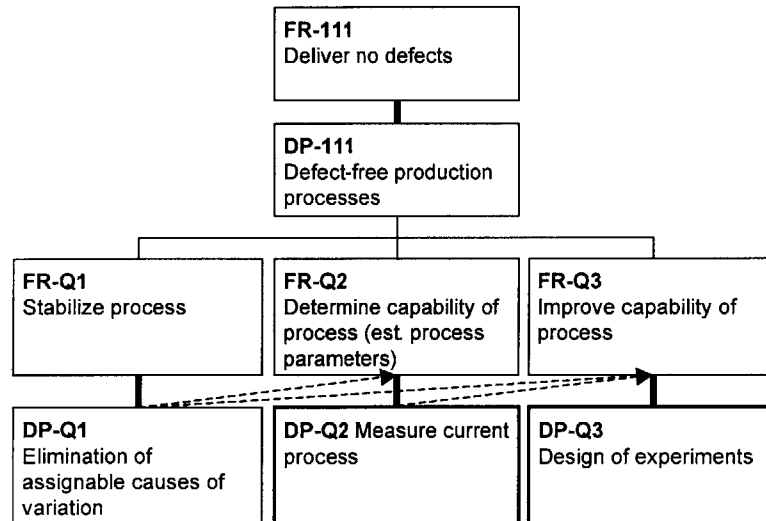 FR-111
Deliver no defects
DP-111
Defect-free production
processes
FR-Q1
Stabilize process
FR-Q2
Determine capability of
process (est. process
parameters)
FR-Q3
Improve capability of
process
DP-Q1
Elimination of
assignable causes of
variation
DP-Q2 Measure current
process
DP-Q3
Design of experiments